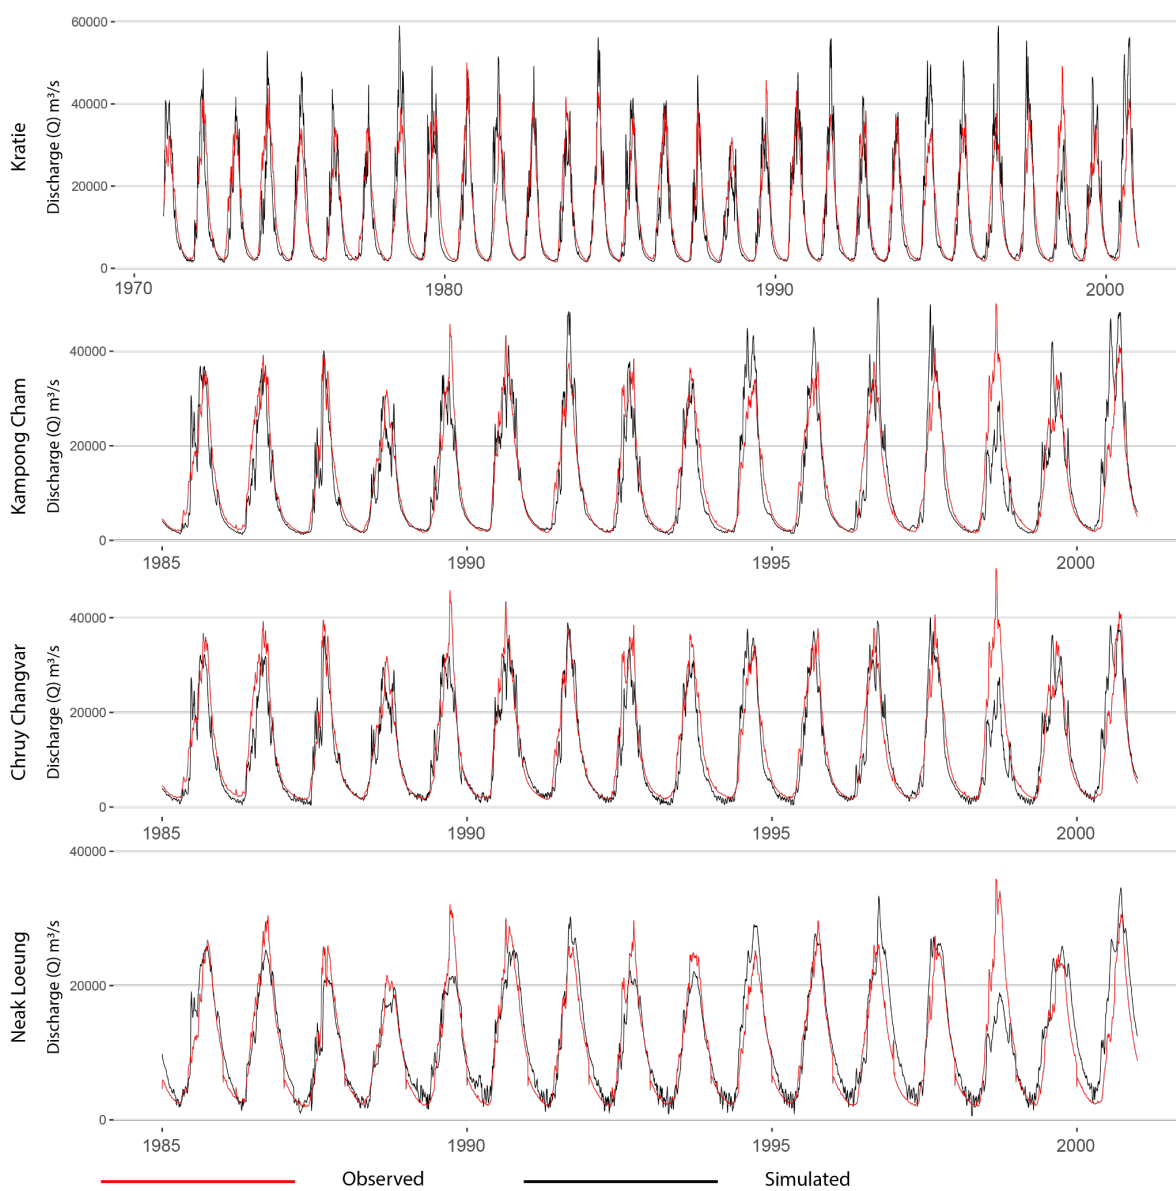 Kratie
Discharge (Q) m³/s
60000
40000
20000
0
1970 1980 1990 2000
Kampong Cham
Discharge (Q) m³/s
40000
20000
0
1985 1990 1995 2000
Chruy Changvar
Discharge (Q) m³/s
40000
20000
0
1985 1990 1995 2000
Neak Loeung
Discharge (Q) m³/s
40000
20000
0
1985 1990 1995 2000
Observed Simulated